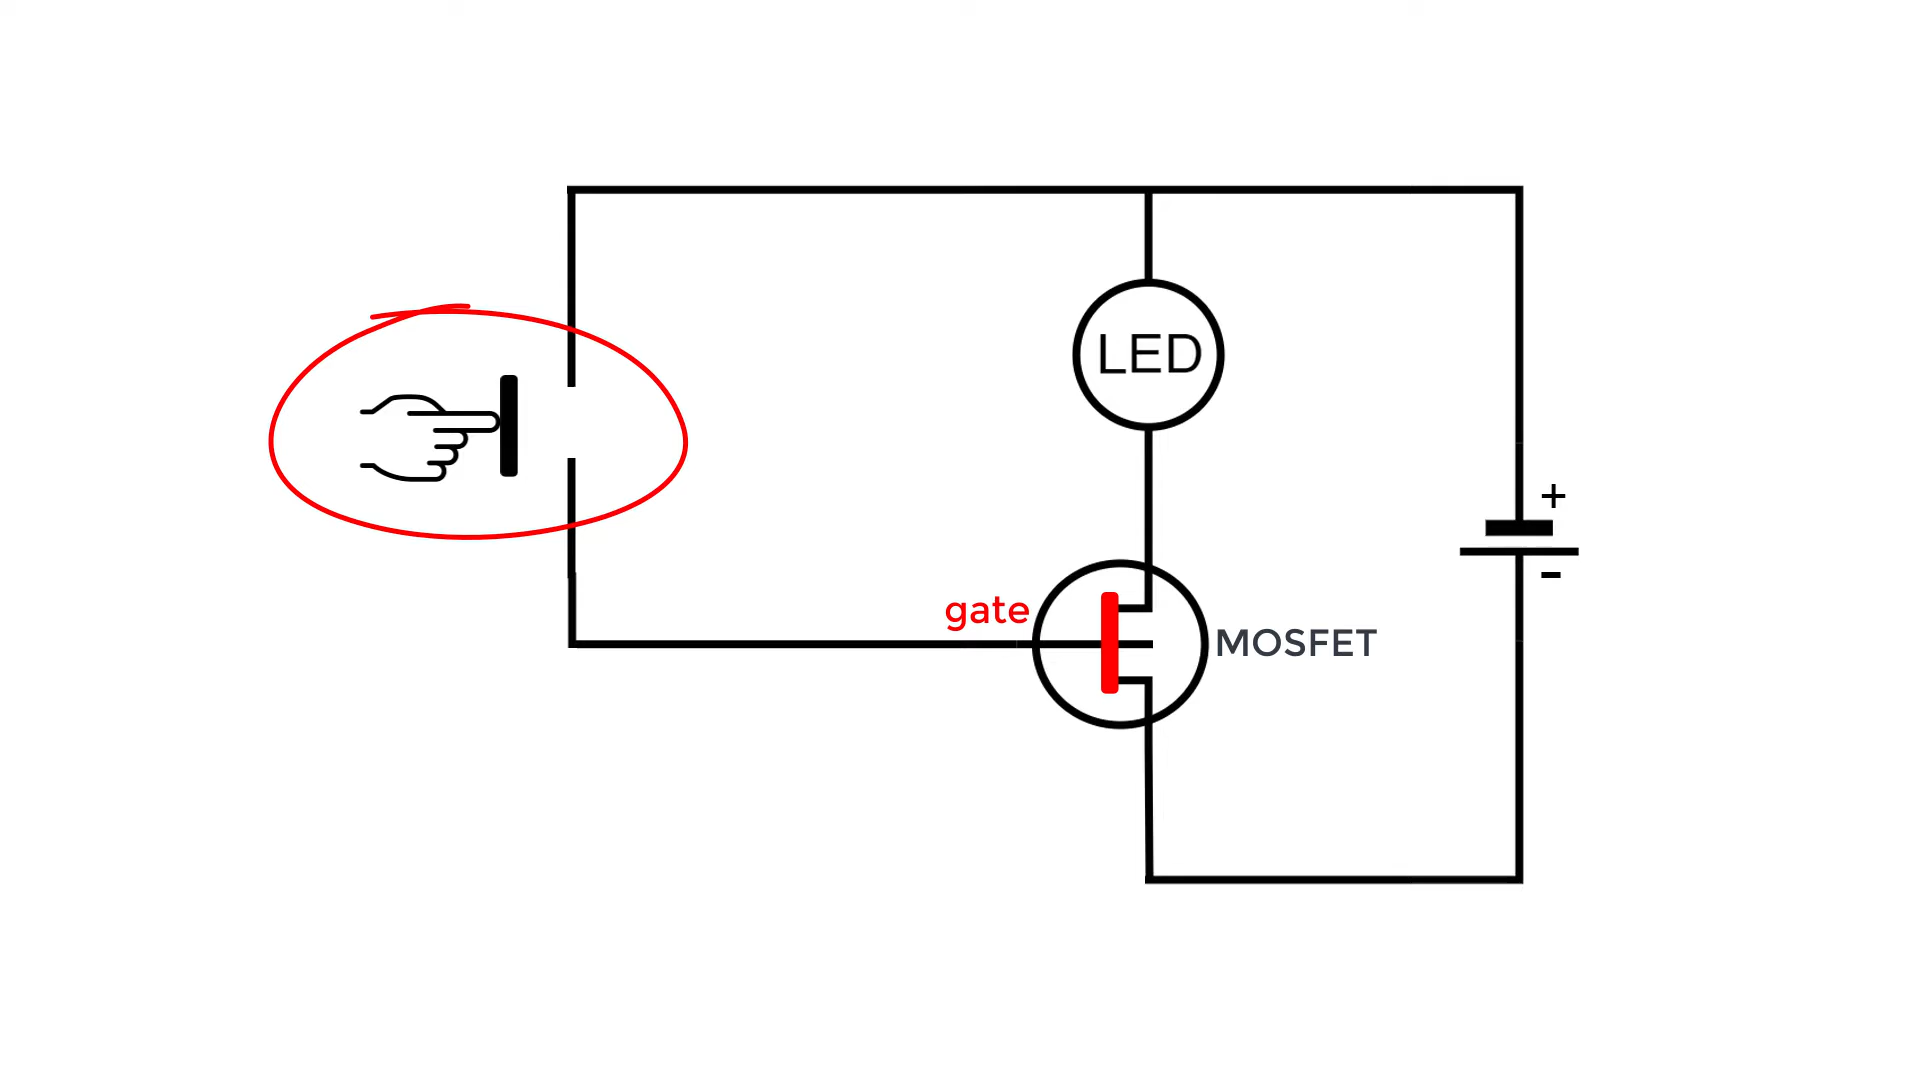 LED
+
-
gate
MOSFET